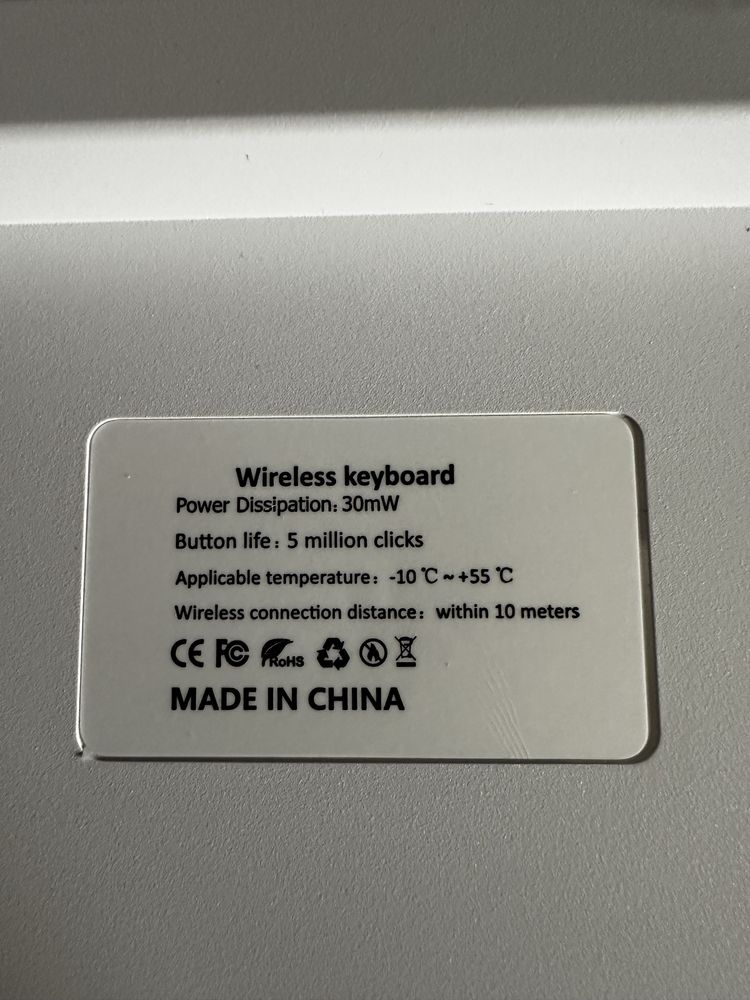 Wireless keyboard
Power Dissipation: 30mW
Button life: 5 million clicks
Applicable temperature: -10 ℃ ~ +55 ℃
Wireless connection distance: within 10 meters
CE FC RoHS
MADE IN CHINA